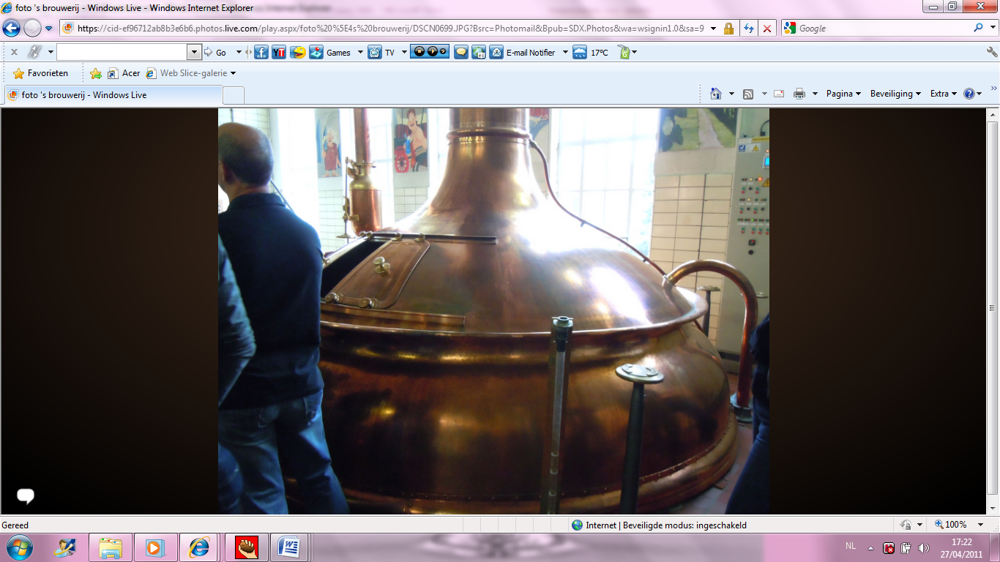 foto 's brouwerij - Windows Live - Windows Internet Explorer
https://cid-ef96712ab8b3e6b6.photos.live.com/play.aspx/foto%20%5E4s%20brouwerij/DSCN0699.JPG?Bsrc=Photomail&Bpub=SDX.Photos&wa=wsignin1.0&sa=
Google
Go Games TV E-mail Notifier 17°C
Favorieten Acer Web Slice-galerie
foto 's brouwerij - Windows Live
Pagina Beveiliging Extra
Gereed Internet | Beveiligde modus: ingeschakeld 100%
NL 17:22
27/04/2011